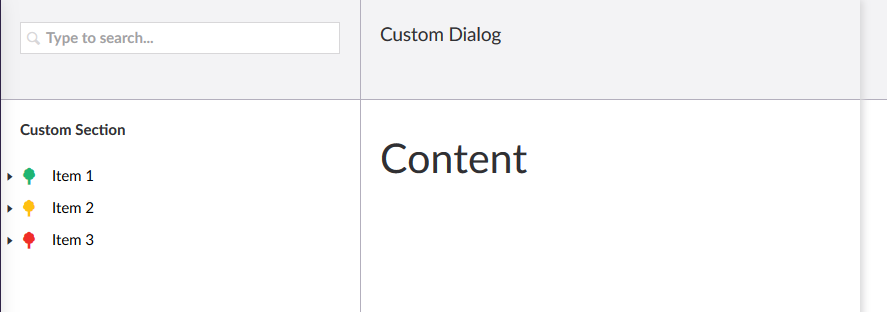 Type to search...
Custom Dialog
Custom Section
Item 1
Item 2
Item 3
Content